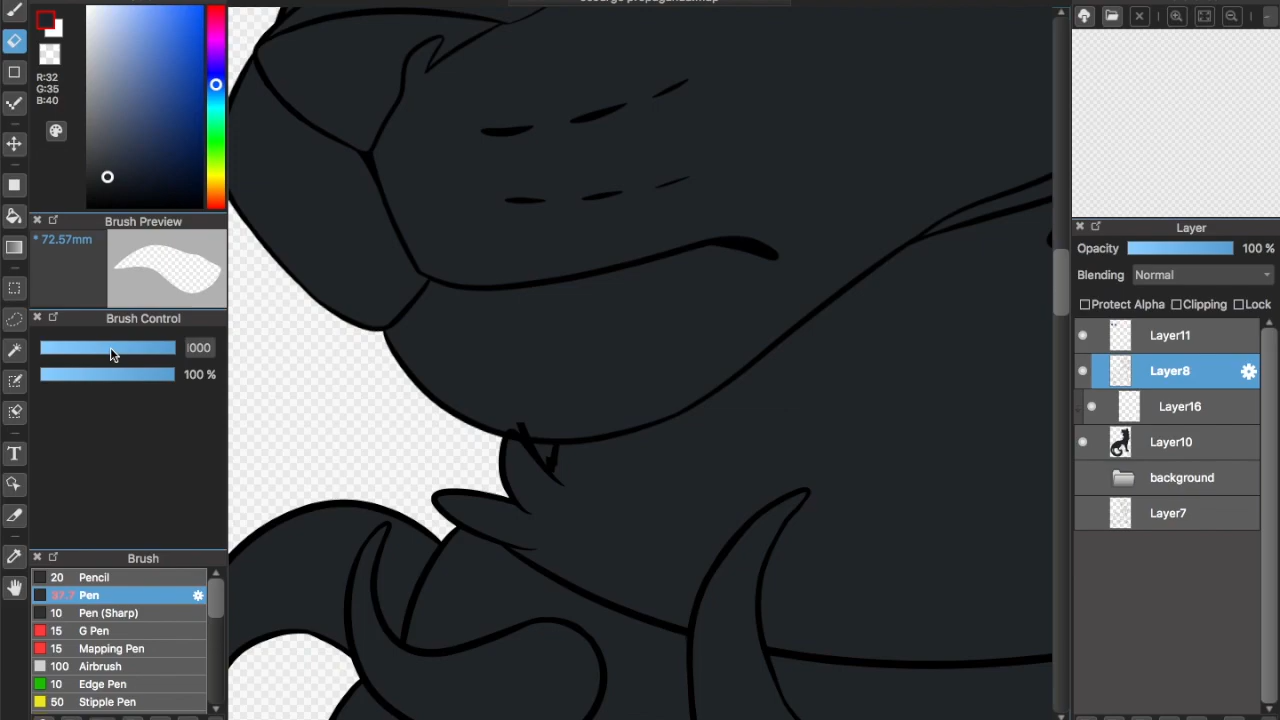 R:32
G:35
B:40
Brush Preview
* 72.57mm
Brush Control
000
100 %
Brush
20 Pencil
37.7 Pen
10 Pen (Sharp)
15 G Pen
15 Mapping Pen
100 Airbrush
10 Edge Pen
50 Stipple Pen
Layer
Opacity 100 %
Blending Normal
Protect Alpha Clipping Lock
Layer11
Layer8
Layer16
Layer10
background
Layer7